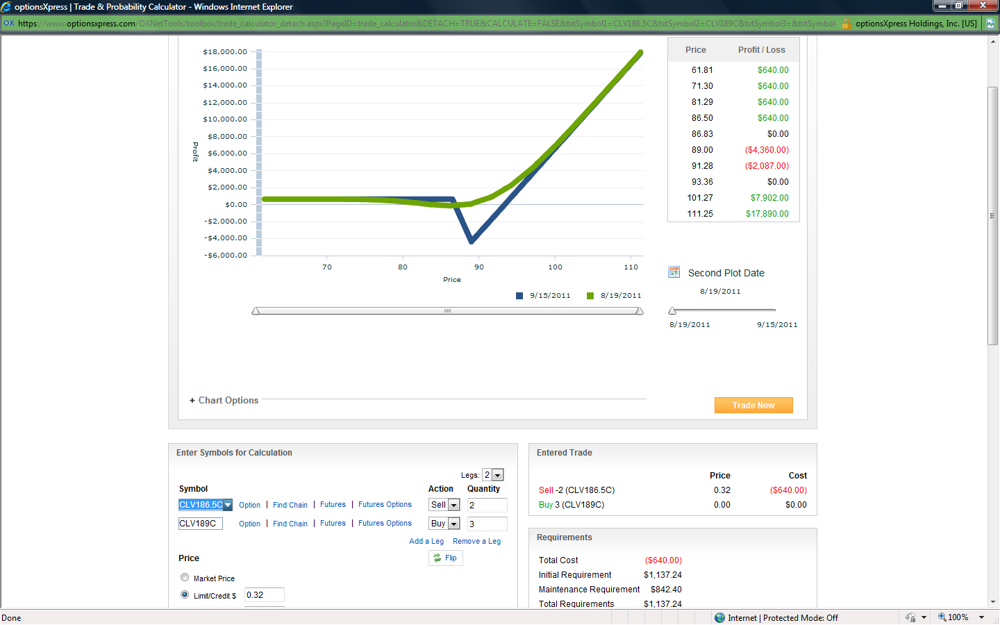 optionsXpress | Trade & Probability Calculator - Windows Internet Explorer
OX https://www.optionsxpress.com/OXNetTools/toolbox/trade_calculator_detach.aspx?PageID=trade_calculator&DETACH=TRUE&CALCULATE=FALSE&txtSymbol1=CLV186.5C&txtSymbol2=CLV189C&txtSymbol3=&txtSymbol optionsXpress Holdings, Inc. [US]
$18,000.00
$16,000.00
$14,000.00
$12,000.00
$10,000.00
$8,000.00
$6,000.00
$4,000.00
$2,000.00
$0.00
-$2,000.00
-$4,000.00
-$6,000.00
Profit
70 80 90 100 110
Price
9/15/2011 8/19/2011
Price Profit / Loss
61.81 $640.00
71.30 $640.00
81.29 $640.00
86.50 $640.00
86.83 $0.00
89.00 ($4,360.00)
91.28 ($2,087.00)
93.36 $0.00
101.27 $7,902.00
111.25 $17,890.00
Second Plot Date
8/19/2011
8/19/2011 9/15/2011
+ Chart Options
Trade Now
Enter Symbols for Calculation
Legs: 2
Symbol Action Quantity
CLV186.5C Option | Find Chain | Futures | Futures Options Sell 2
CLV189C Option | Find Chain | Futures | Futures Options Buy 3
Add a Leg Remove a Leg
Price Flip
Market Price
Limit/Credit $ 0.32
Entered Trade
Price Cost
Sell -2 (CLV186.5C) 0.32 ($640.00)
Buy 3 (CLV189C) 0.00 $0.00
Requirements
Total Cost ($640.00)
Initial Requirement $1,137.24
Maintenance Requirement $842.40
Total Requirements $1,137.24
Done Internet | Protected Mode: Off 100%